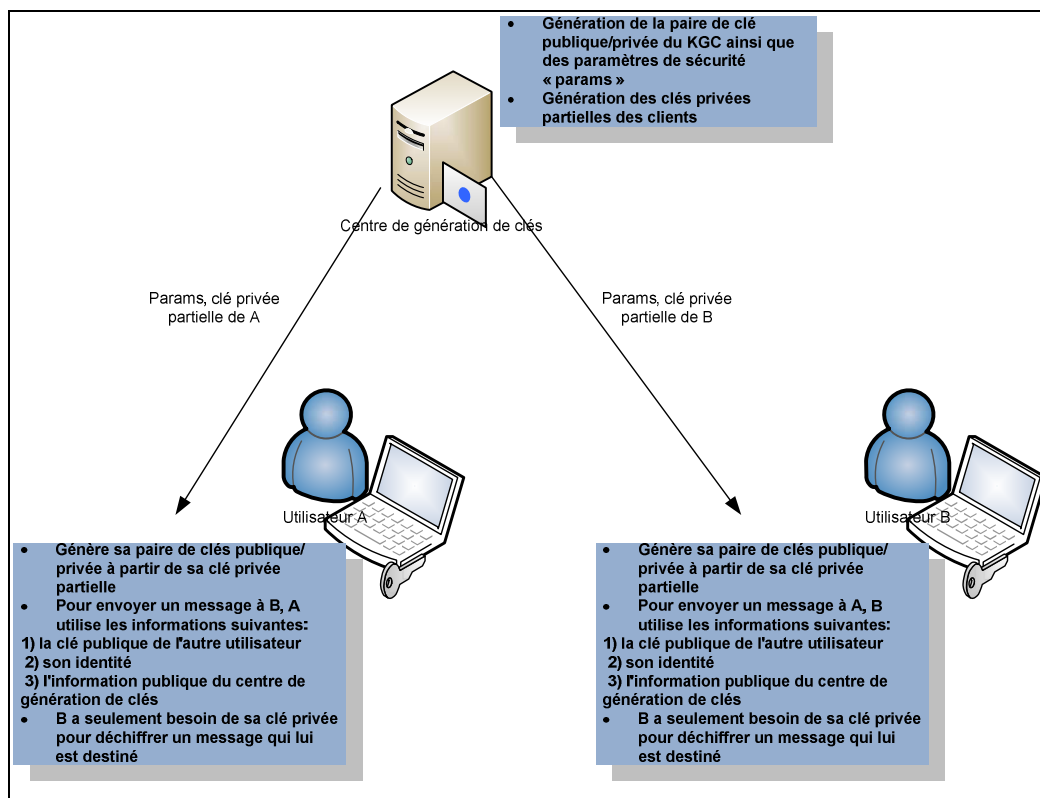 • Génération de la paire de clé
publique/privée du KGC ainsi que
des paramètres de sécurité
« params »
• Génération des clés privées
partielles des clients
Centre de génération de clés
Params, clé privée
partielle de A
Params, clé privée
partielle de B
Utilisateur A
Utilisateur B
• Génère sa paire de clés publique/
privée à partir de sa clé privée
partielle
• Pour envoyer un message à B, A
utilise les informations suivantes:
1) la clé publique de l'autre utilisateur
2) son identité
3) l'information publique du centre de
génération de clés
• B a seulement besoin de sa clé privée
pour déchiffrer un message qui lui
est destiné
• Génère sa paire de clés publique/
privée à partir de sa clé privée
partielle
• Pour envoyer un message à A, B
utilise les informations suivantes:
1) la clé publique de l'autre utilisateur
2) son identité
3) l'information publique du centre de
génération de clés
• B a seulement besoin de sa clé privée
pour déchiffrer un message qui lui
est destiné